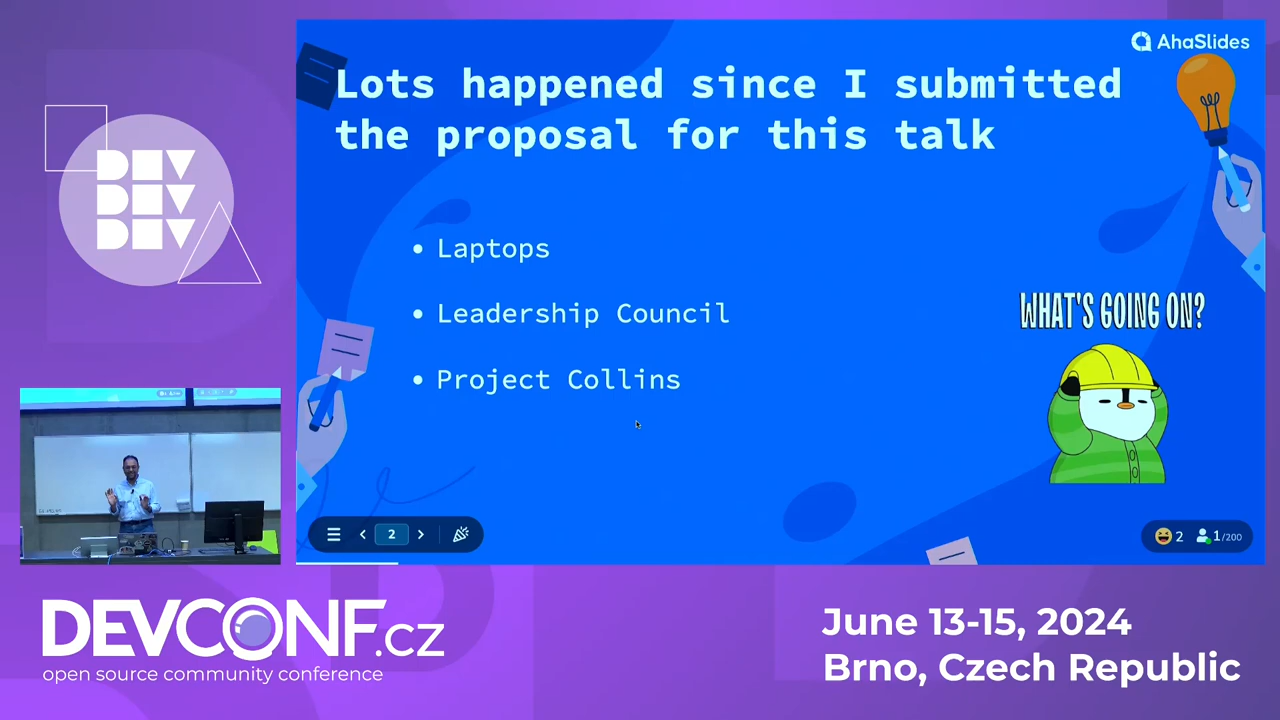 AhaSlides
Lots happened since I submitted
the proposal for this talk
• Laptops
• Leadership Council
• Project Collins
WHAT'S GOING ON?
2
2
1/200
DEV
DEV
DEV
DEVCONF.cz
open source community conference
June 13-15, 2024
Brno, Czech Republic